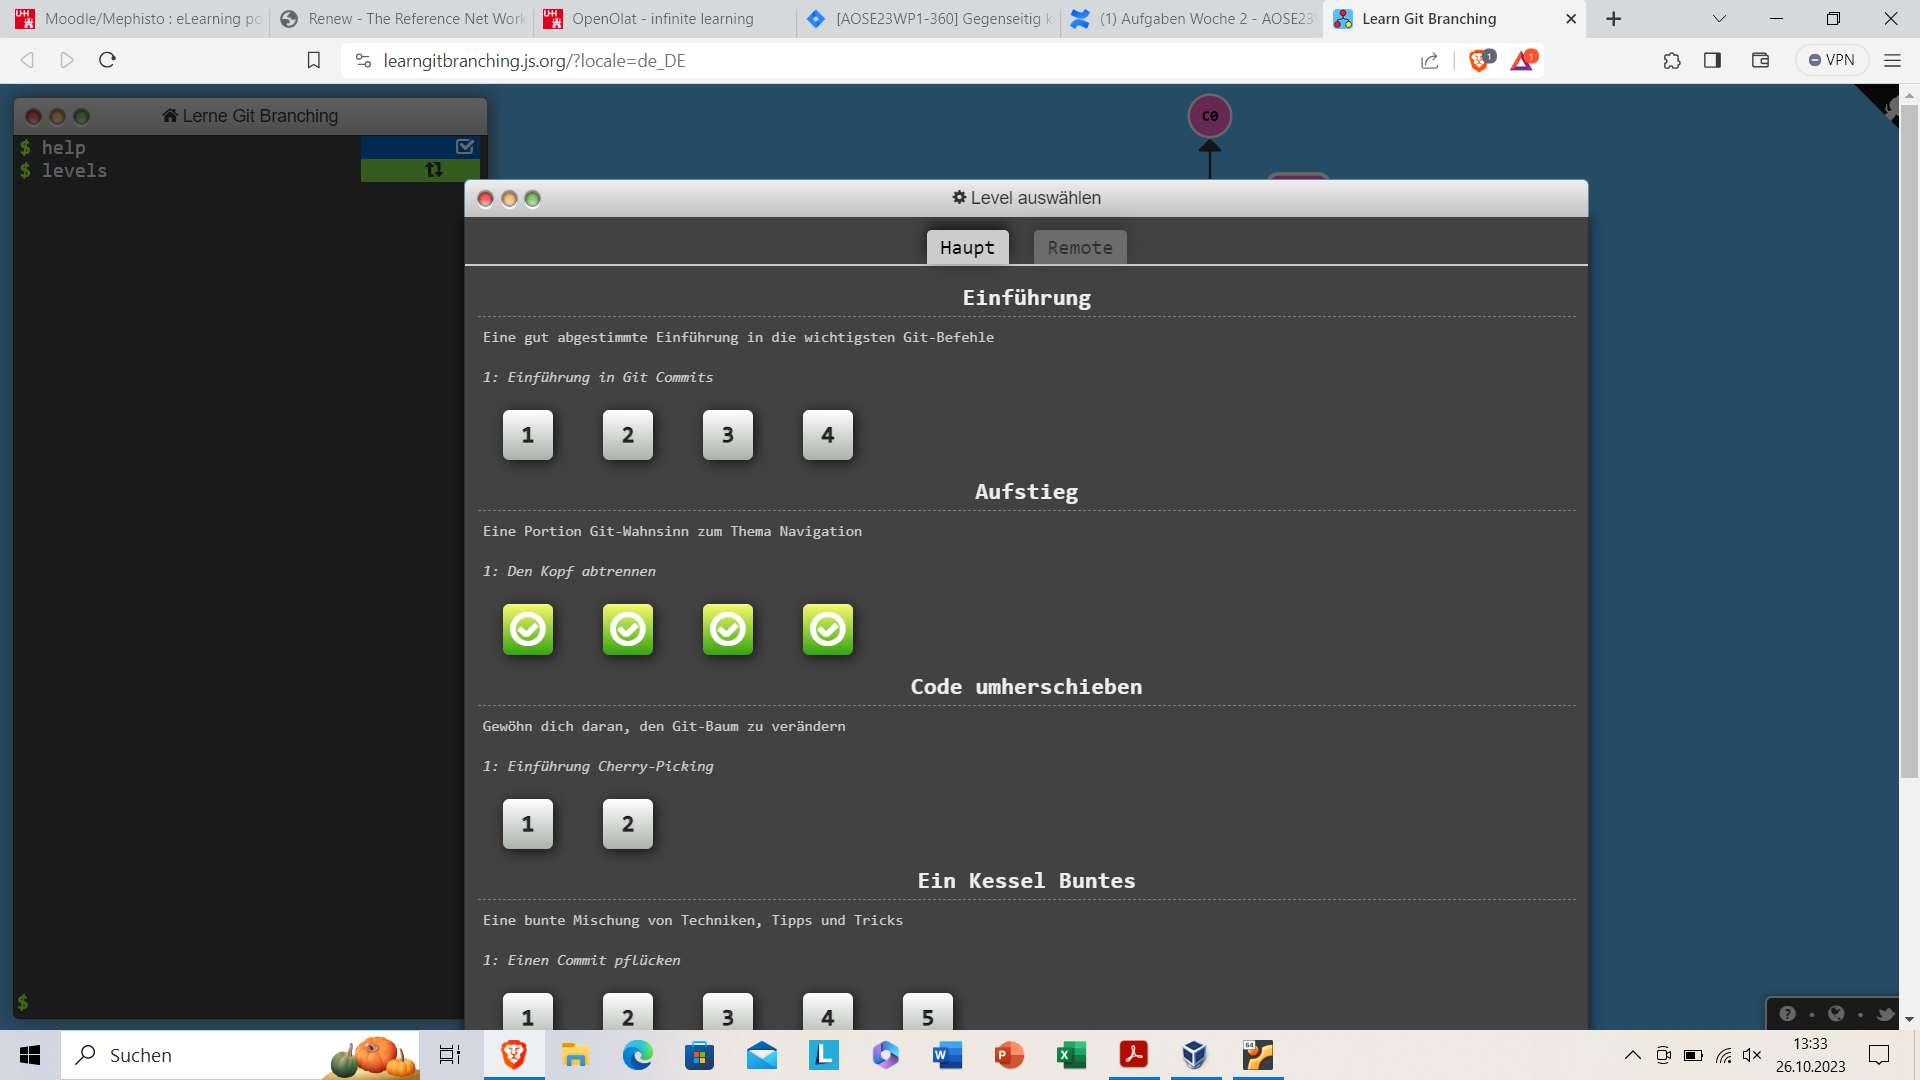 Moodle/Mephisto : eLearning po
Renew - The Reference Net Work
OpenOlat - infinite learning
[AOSE23WP1-360] Gegenseitig k
(1) Aufgaben Woche 2 - AOSE23
Learn Git Branching
learngitbranching.js.org/?locale=de_DE
1
1
VPN
Lerne Git Branching
$ help
$ levels
C0
Level auswählen
Haupt
Remote
Einführung
Eine gut abgestimmte Einführung in die wichtigsten Git-Befehle
1: Einführung in Git Commits
1 2 3 4
Aufstieg
Eine Portion Git-Wahnsinn zum Thema Navigation
1: Den Kopf abtrennen
Code umherschieben
Gewöhn dich daran, den Git-Baum zu verändern
1: Einführung Cherry-Picking
1 2
Ein Kessel Buntes
Eine bunte Mischung von Techniken, Tipps und Tricks
1: Einen Commit pflücken
1 2 3 4 5
$
Suchen
13:33
26.10.2023